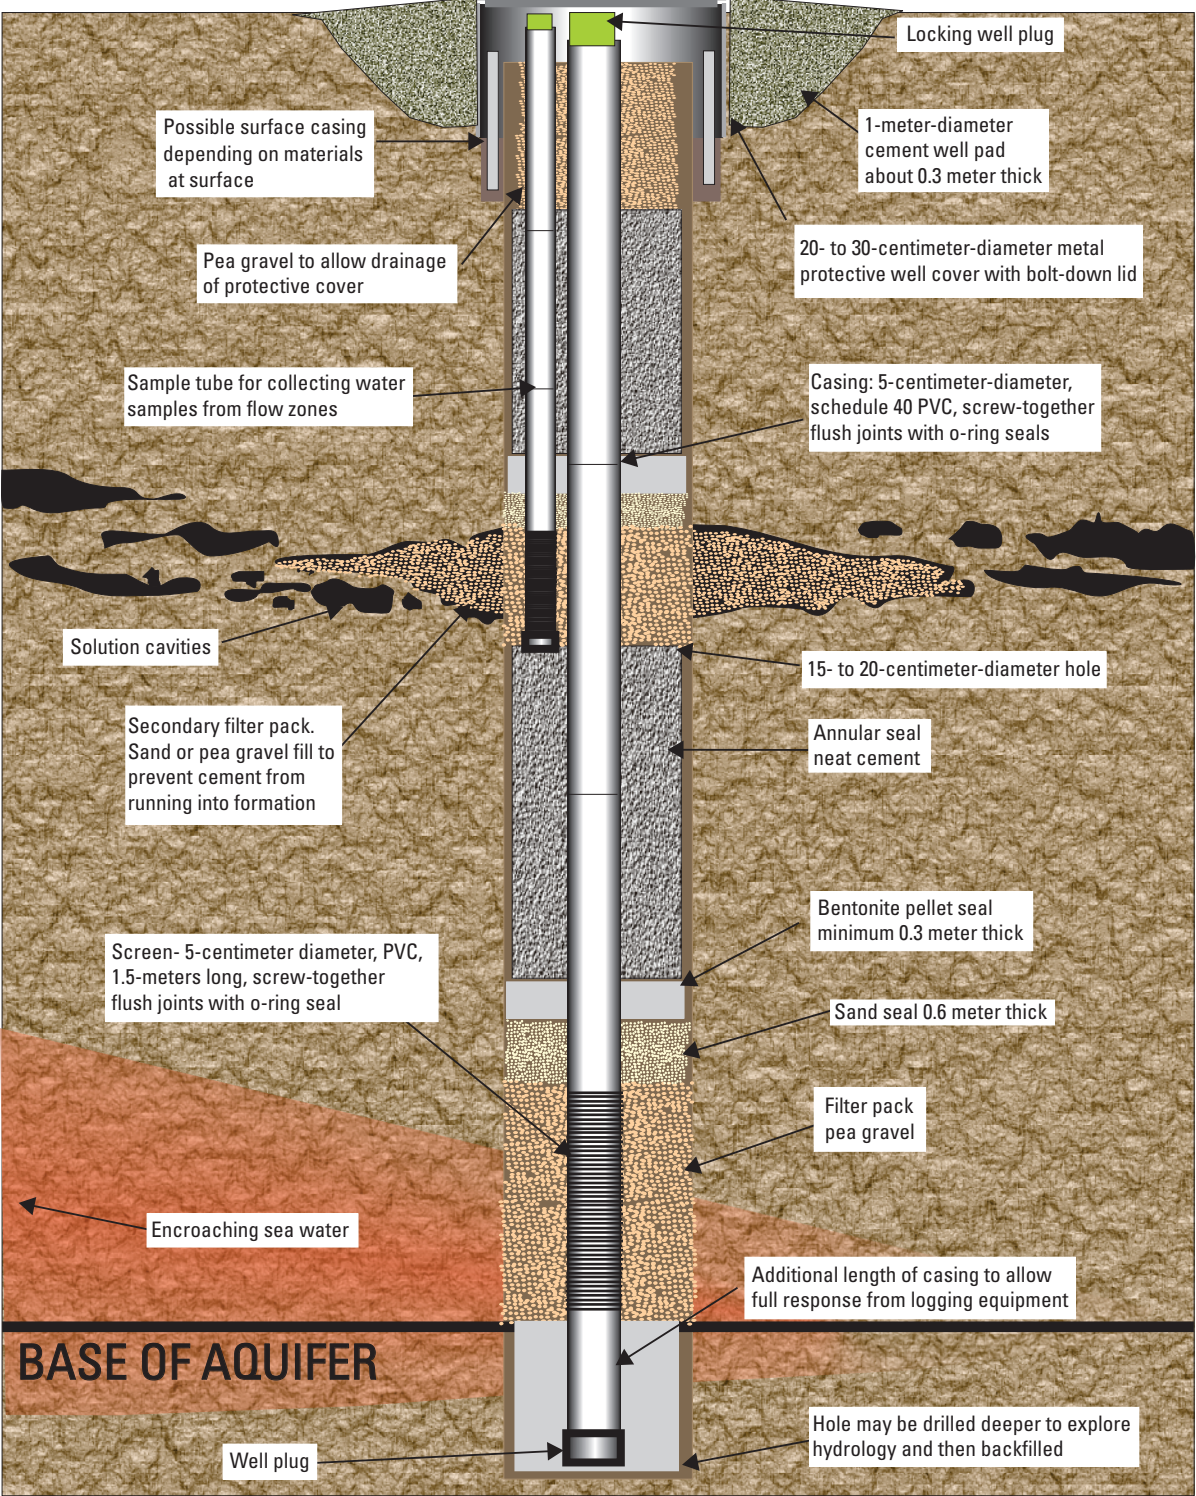 Locking well plug
1-meter-diameter
cement well pad
about 0.3 meter thick
Possible surface casing
depending on materials
at surface
20- to 30-centimeter-diameter metal
protective well cover with bolt-down lid
Pea gravel to allow drainage
of protective cover
Sample tube for collecting water
samples from flow zones
Casing: 5-centimeter-diameter,
schedule 40 PVC, screw-together
flush joints with o-ring seals
Solution cavities
15- to 20-centimeter-diameter hole
Secondary filter pack.
Sand or pea gravel fill to
prevent cement from
running into formation
Annular seal
neat cement
Bentonite pellet seal
minimum 0.3 meter thick
Screen- 5-centimeter diameter, PVC,
1.5-meters long, screw-together
flush joints with o-ring seal
Sand seal 0.6 meter thick
Filter pack
pea gravel
Encroaching sea water
Additional length of casing to allow
full response from logging equipment
BASE OF AQUIFER
Hole may be drilled deeper to explore
hydrology and then backfilled
Well plug